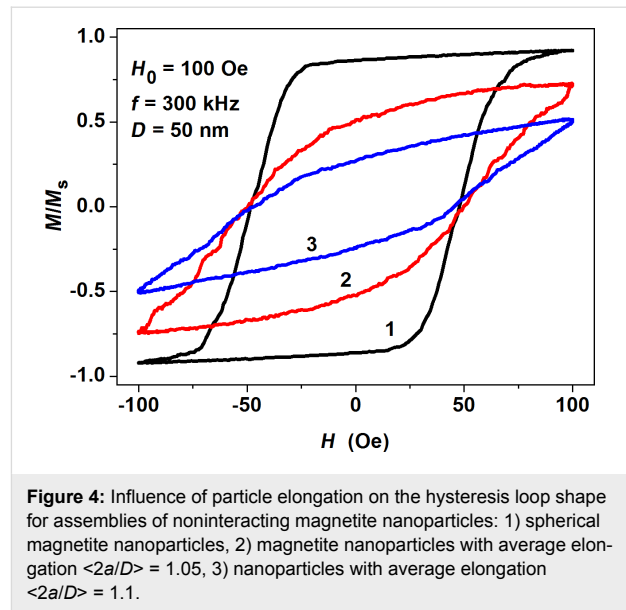 H₀ = 100 Oe
f = 300 kHz
D = 50 nm
1.0
0.5
0.0
-0.5
-1.0
M/Mₛ
3
2
1
-100 -50 0 50 100
H (Oe)
Figure 4: Influence of particle elongation on the hysteresis loop shape
for assemblies of noninteracting magnetite nanoparticles: 1) spherical
magnetite nanoparticles, 2) magnetite nanoparticles with average elon-
gation <2a/D> = 1.05, 3) nanoparticles with average elongation
<2a/D> = 1.1.